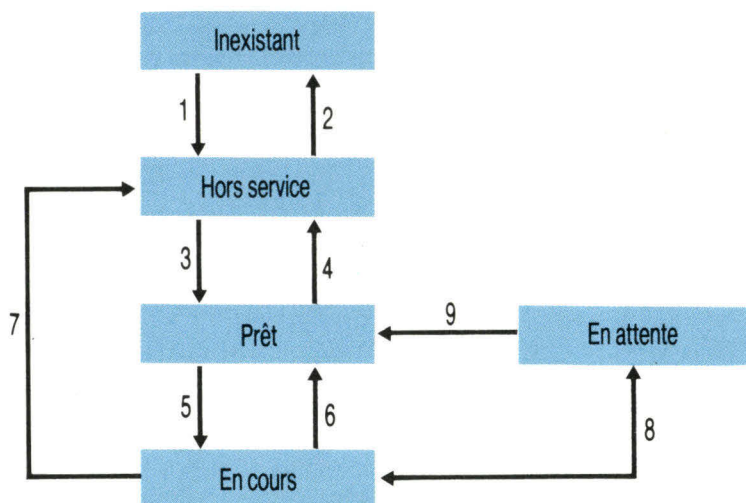 Inexistant
1
2
Hors service
3
4
7
9
Prêt
En attente
5
6
8
En cours